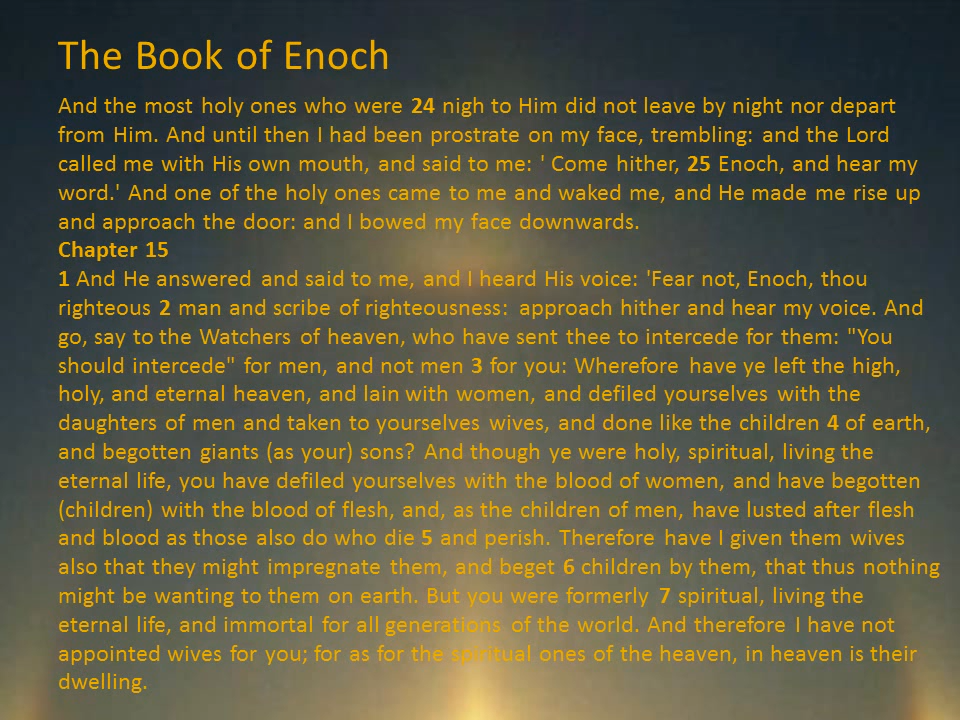 The Book of Enoch
And the most holy ones who were 24 nigh to Him did not leave by night nor depart
from Him. And until then I had been prostrate on my face, trembling: and the Lord
called me with His own mouth, and said to me: ' Come hither, 25 Enoch, and hear my
word.' And one of the holy ones came to me and waked me, and He made me rise up
and approach the door: and I bowed my face downwards.
Chapter 15
1 And He answered and said to me, and I heard His voice: 'Fear not, Enoch, thou
righteous 2 man and scribe of righteousness: approach hither and hear my voice. And
go, say to the Watchers of heaven, who have sent thee to intercede for them: "You
should intercede" for men, and not men 3 for you: Wherefore have ye left the high,
holy, and eternal heaven, and lain with women, and defiled yourselves with the
daughters of men and taken to yourselves wives, and done like the children 4 of earth,
and begotten giants (as your) sons? And though ye were holy, spiritual, living the
eternal life, you have defiled yourselves with the blood of women, and have begotten
(children) with the blood of flesh, and, as the children of men, have lusted after flesh
and blood as those also do who die 5 and perish. Therefore have I given them wives
also that they might impregnate them, and beget 6 children by them, that thus nothing
might be wanting to them on earth. But you were formerly 7 spiritual, living the
eternal life, and immortal for all generations of the world. And therefore I have not
appointed wives for you; for as for the spiritual ones of the heaven, in heaven is their
dwelling.